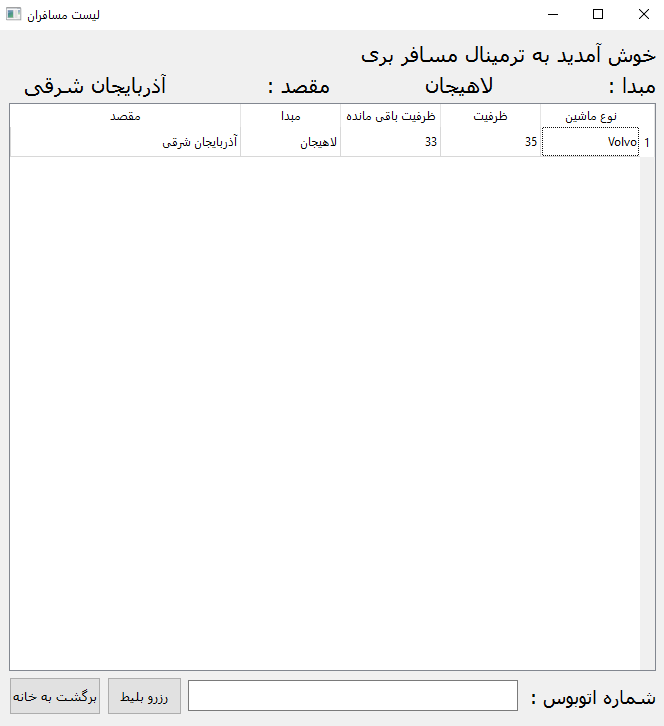 لیست مسافران
خوش آمدید به ترمینال مسافر بری
مبدا : لاهیجان مقصد : آذربایجان شرقی
نوع ماشین ظرفیت ظرفیت باقی مانده مبدا مقصد
1 Volvo 35 33 لاهیجان آذربایجان شرقی
شماره اتوبوس : رزرو بلیط برگشت به خانه